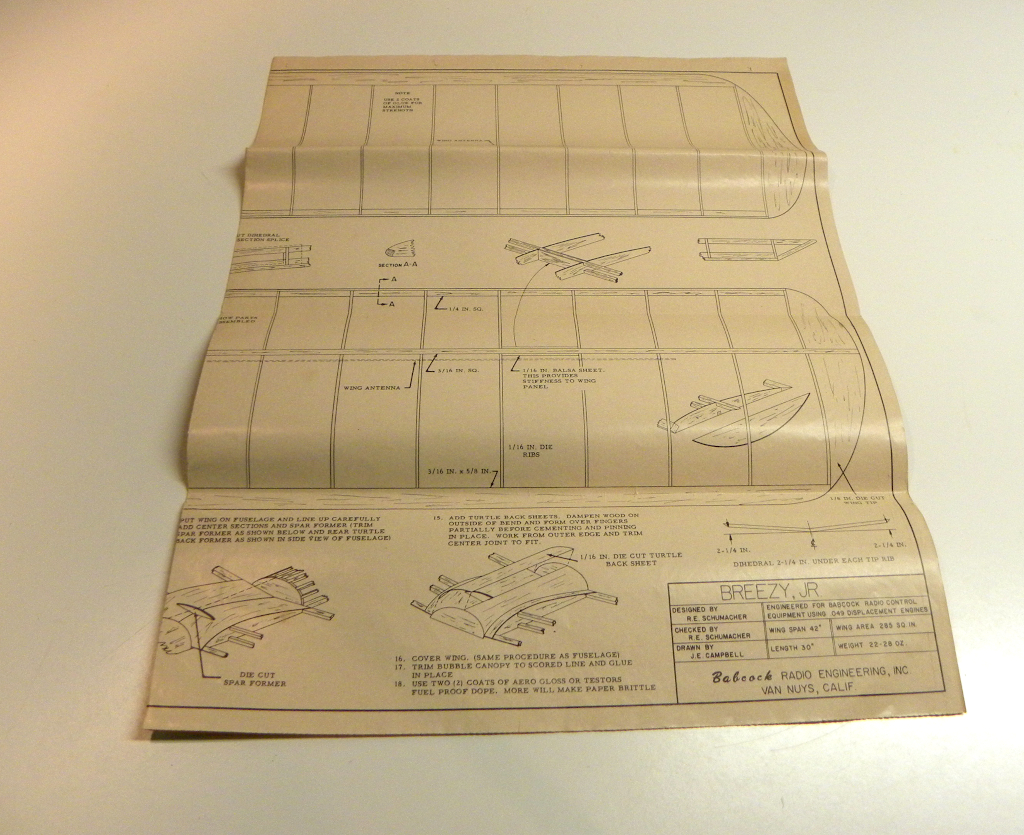 NOTE
USE 2 COATS
OF GLUE FOR
MAXIMUM
STRENGTH
WING ANTENNA
DIHEDRAL
SECTION SPLICE
SECTION A-A
A
A
1/4 IN. SQ.
5/16 IN. SQ.
WING ANTENNA
1/16 IN. BALSA SHEET.
THIS PROVIDES
STIFFNESS TO WING
PANEL
1/16 IN. DIE
RIBS
3/16 IN. x 5/8 IN.
1/8 IN. DIE CUT
WING TIP
PUT WING ON FUSELAGE AND LINE UP CAREFULLY
ADD CENTER SECTIONS AND SPAR FORMER (TRIM
SPAR FORMER AS SHOWN BELOW AND REAR TURTLE
BACK FORMER AS SHOWN IN SIDE VIEW OF FUSELAGE)
DIE CUT
SPAR FORMER
15. ADD TURTLE BACK SHEETS. DAMPEN WOOD ON
OUTSIDE OF BEND AND FORM OVER FINGERS
PARTIALLY BEFORE CEMENTING AND PINNING
IN PLACE. WORK FROM OUTER EDGE AND TRIM
CENTER JOINT TO FIT.
1/16 IN. DIE CUT TURTLE
BACK SHEET
16. COVER WING. (SAME PROCEDURE AS FUSELAGE)
17. TRIM BUBBLE CANOPY TO SCORED LINE AND GLUE
IN PLACE
18. USE TWO (2) COATS OF AERO GLOSS OR TESTORS
FUEL PROOF DOPE. MORE WILL MAKE PAPER BRITTLE
2-1/4 IN.
2-1/4 IN.
DIHEDRAL 2-1/4 IN. UNDER EACH TIP RIB
BREEZY, JR
DESIGNED BY
R.E. SCHUMACHER
ENGINEERED FOR BABCOCK RADIO CONTROL
EQUIPMENT USING .049 DISPLACEMENT ENGINES
CHECKED BY
R.E. SCHUMACHER
WING SPAN 42"
WING AREA 285 SQ IN.
DRAWN BY
J.E. CAMPBELL
LENGTH 30"
WEIGHT 22-28 OZ.
Babcock RADIO ENGINEERING, INC
VAN NUYS, CALIF